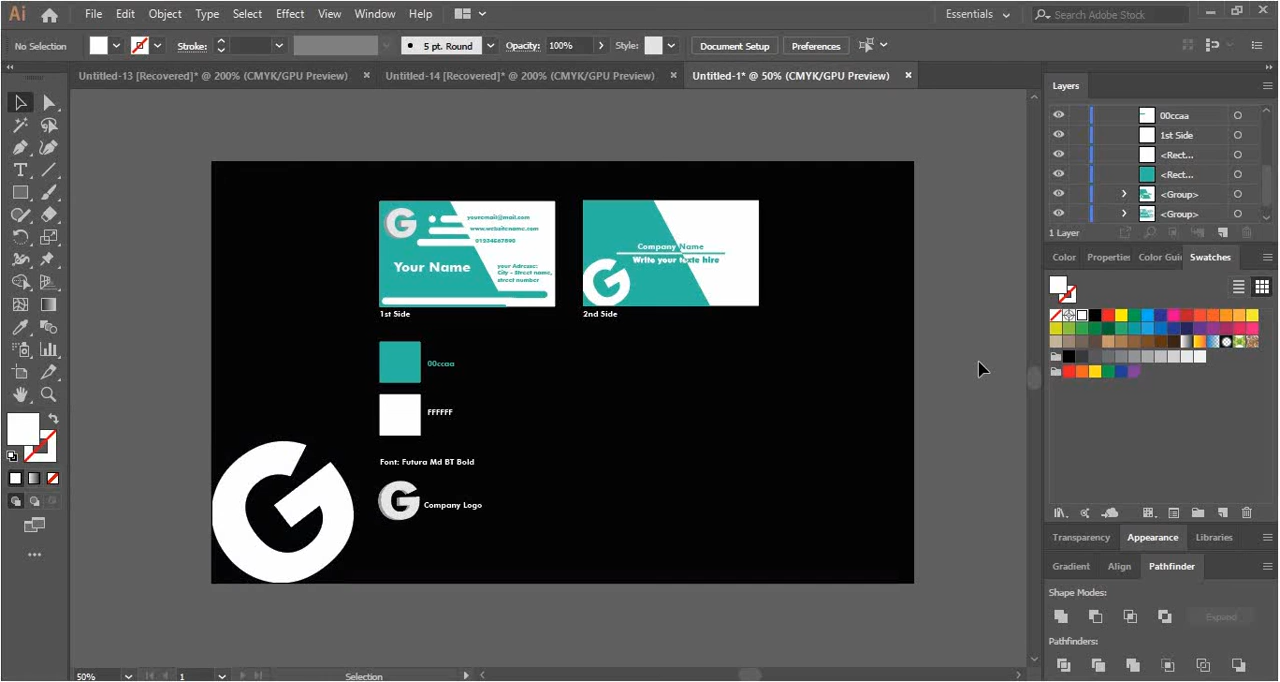 Ai File Edit Object Type Select Effect View Window Help Essentials Search Adobe Stock
No Selection Stroke: 5 pt. Round Opacity: 100% Style: Document Setup Preferences
Untitled-13 [Recovered]* @ 200% (CMYK/GPU Preview) Untitled-14 [Recovered]* @ 200% (CMYK/GPU Preview) Untitled-1* @ 50% (CMYK/GPU Preview)
Layers
00ccaa
1st Side
<Rect...
<Rect...
<Group>
<Group>
1 Layer
Color Properties Color Gui Swatches
G
youremail@mail.com
www.websitename.com
01234567890
Your Name
your Adresse:
City - Street name,
street number
1st Side
Company Name
Write your texte hire
G
2nd Side
00ccaa
FFFFFF
Font: Futura Md BT Bold
G Company Logo
G
Transparency Appearance Libraries
Gradient Align Pathfinder
Shape Modes:
Expand
Pathfinders:
50% 1 Selection